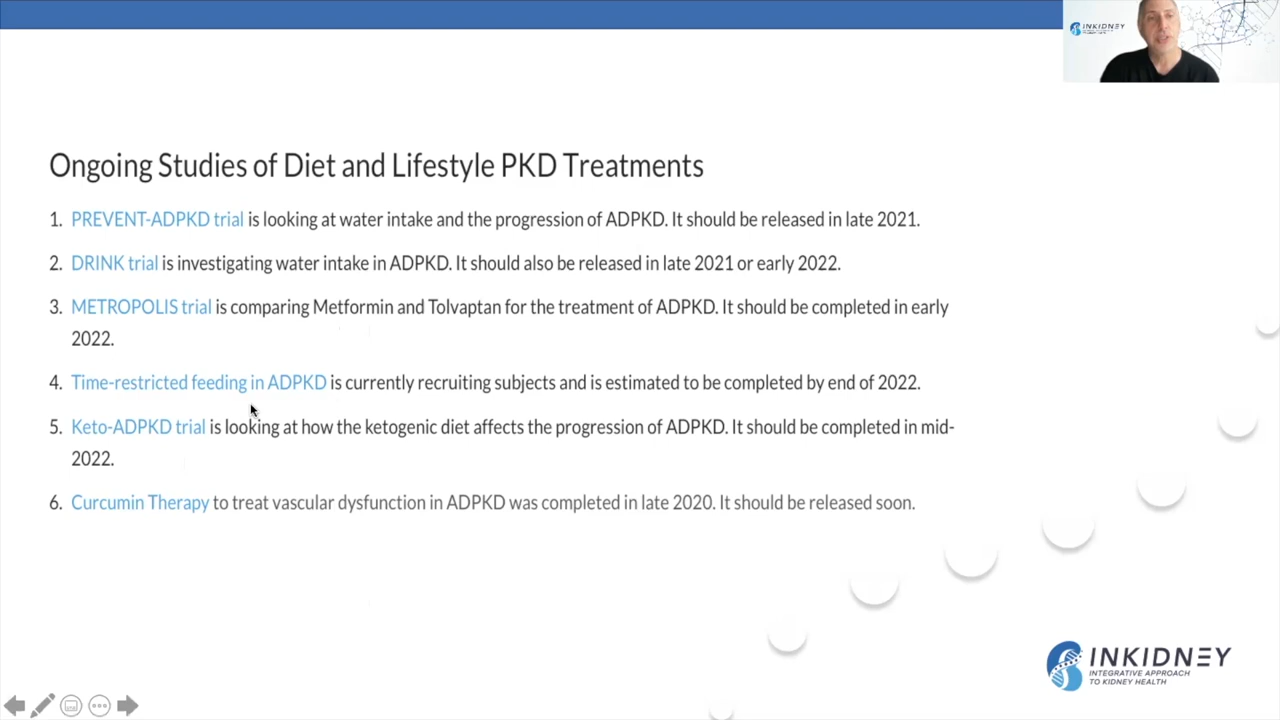 INKIDNEY
Ongoing Studies of Diet and Lifestyle PKD Treatments
1. PREVENT-ADPKD trial is looking at water intake and the progression of ADPKD. It should be released in late 2021.
2. DRINK trial is investigating water intake in ADPKD. It should also be released in late 2021 or early 2022.
3. METROPOLIS trial is comparing Metformin and Tolvaptan for the treatment of ADPKD. It should be completed in early
2022.
4. Time-restricted feeding in ADPKD is currently recruiting subjects and is estimated to be completed by end of 2022.
5. Keto-ADPKD trial is looking at how the ketogenic diet affects the progression of ADPKD. It should be completed in mid-
2022.
6. Curcumin Therapy to treat vascular dysfunction in ADPKD was completed in late 2020. It should be released soon.
INKIDNEY
INTEGRATIVE APPROACH
TO KIDNEY HEALTH